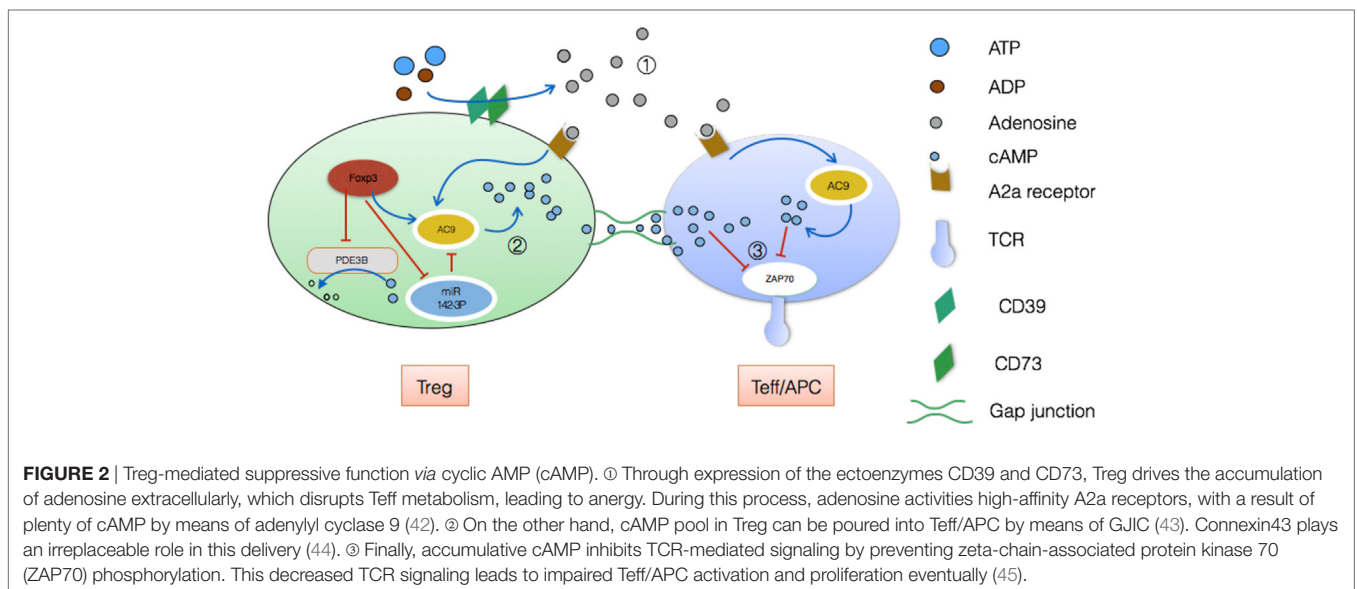 ①
ATP
ADP
Adenosine
cAMP
A2a receptor
TCR
CD39
CD73
Gap junction
Foxp3
AC9
②
PDE3B
miR
142-3P
AC9
③
ZAP70
Treg
Teff/APC
FIGURE 2 | Treg-mediated suppressive function via cyclic AMP (cAMP). ① Through expression of the ectoenzymes CD39 and CD73, Treg drives the accumulation
of adenosine extracellularly, which disrupts Teff metabolism, leading to anergy. During this process, adenosine activities high-affinity A2a receptors, with a result of
plenty of cAMP by means of adenylyl cyclase 9 (42). ② On the other hand, cAMP pool in Treg can be poured into Teff/APC by means of GJIC (43). Connexin43 plays
an irreplaceable role in this delivery (44). ③ Finally, accumulative cAMP inhibits TCR-mediated signaling by preventing zeta-chain-associated protein kinase 70
(ZAP70) phosphorylation. This decreased TCR signaling leads to impaired Teff/APC activation and proliferation eventually (45).